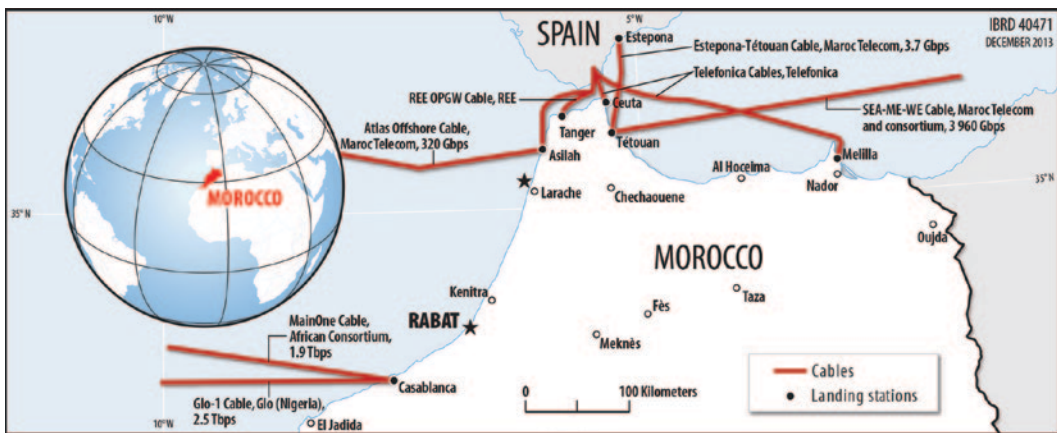 10°W
5°W
IBRD 40471
DECEMBER 2013
SPAIN
Estepona
Estepona-Tétouan Cable, Maroc Telecom, 3.7 Gbps
Telefonica Cables, Telefonica
REE OPGW Cable, REE
Ceuta
SEA-ME-WE Cable, Maroc Telecom
and consortium, 3 960 Gbps
Atlas Offshore Cable,
Maroc Telecom, 320 Gbps
Tanger
Tétouan
Asilah
Melilla
Al Hoceima
Nador
Larache
Chechaouene
35°N
MOROCCO
35°N
Oujda
MOROCCO
Kenitra
Taza
Fès
RABAT
Meknès
MainOne Cable,
African Consortium,
1.9 Tbps
Casablanca
0
100 Kilometers
Cables
Landing stations
Glo-1 Cable, Glo (Nigeria),
2.5 Tbps
10°W
El Jadida